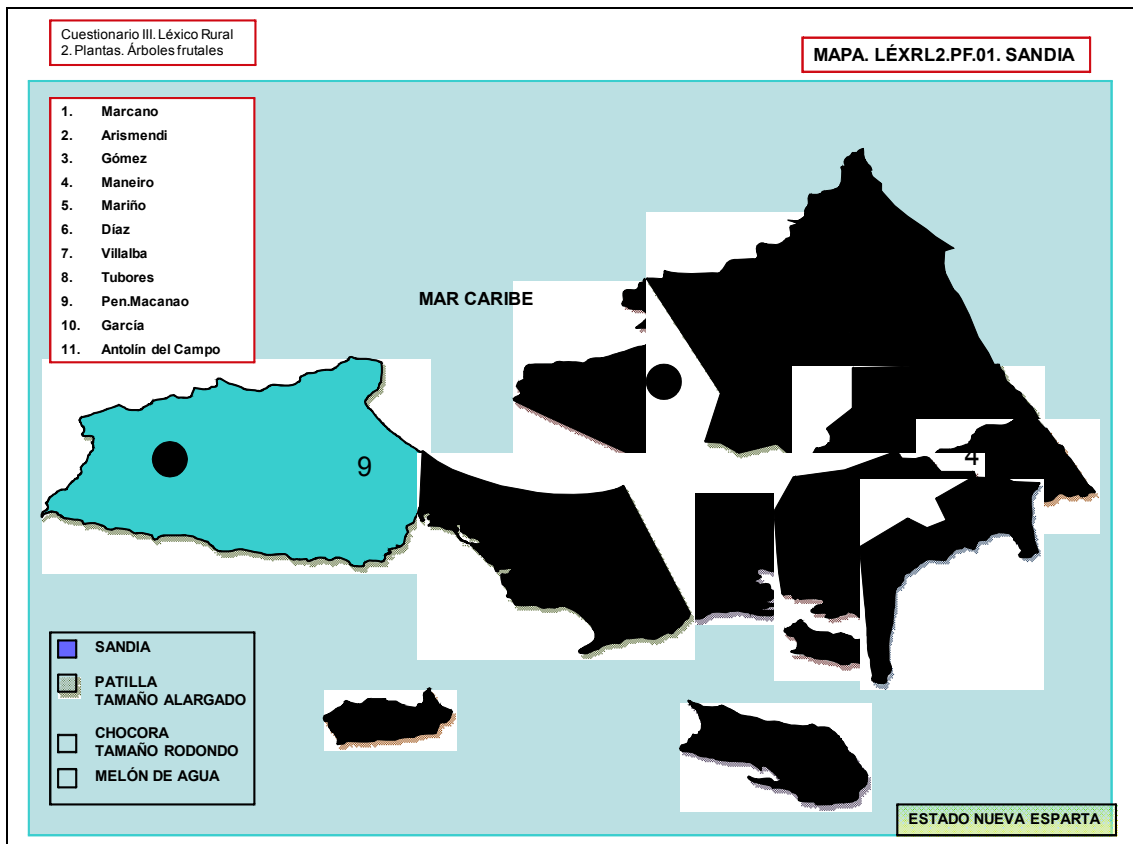 Cuestionario III. Léxico Rural
2. Plantas. Árboles frutales
MAPA. LÉXRL2.PF.01. SANDIA
1. Marcano
2. Arismendi
3. Gómez
4. Maneiro
5. Mariño
6. Díaz
7. Villalba
8. Tubores
9. Pen.Macanao
10. García
11. Antolín del Campo
MAR CARIBE
9
4
SANDIA
PATILLA
TAMAÑO ALARGADO
CHOCORA
TAMAÑO RODONDO
MELÓN DE AGUA
ESTADO NUEVA ESPARTA